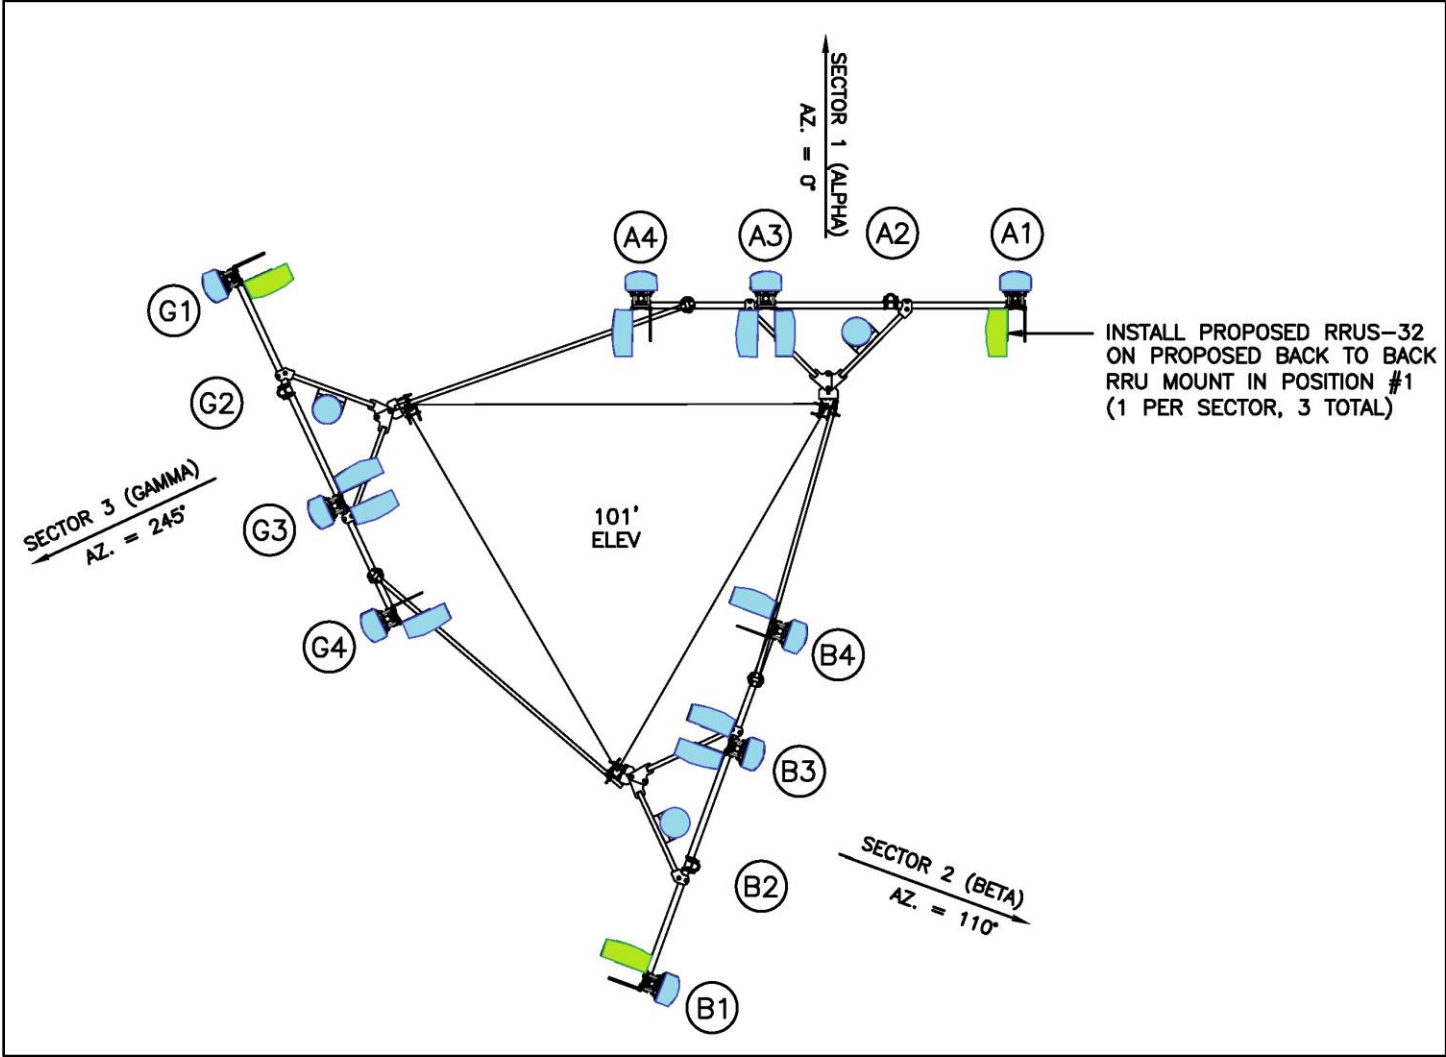 SECTOR 1 (ALPHA)
AZ. = 0°
A4
A3
A2
A1
G1
INSTALL PROPOSED RRUS-32
ON PROPOSED BACK TO BACK
RRU MOUNT IN POSITION #1
(1 PER SECTOR, 3 TOTAL)
G2
SECTOR 3 (GAMMA)
AZ. = 245°
G3
101'
ELEV
G4
B4
B3
SECTOR 2 (BETA)
AZ. = 110°
B2
B1